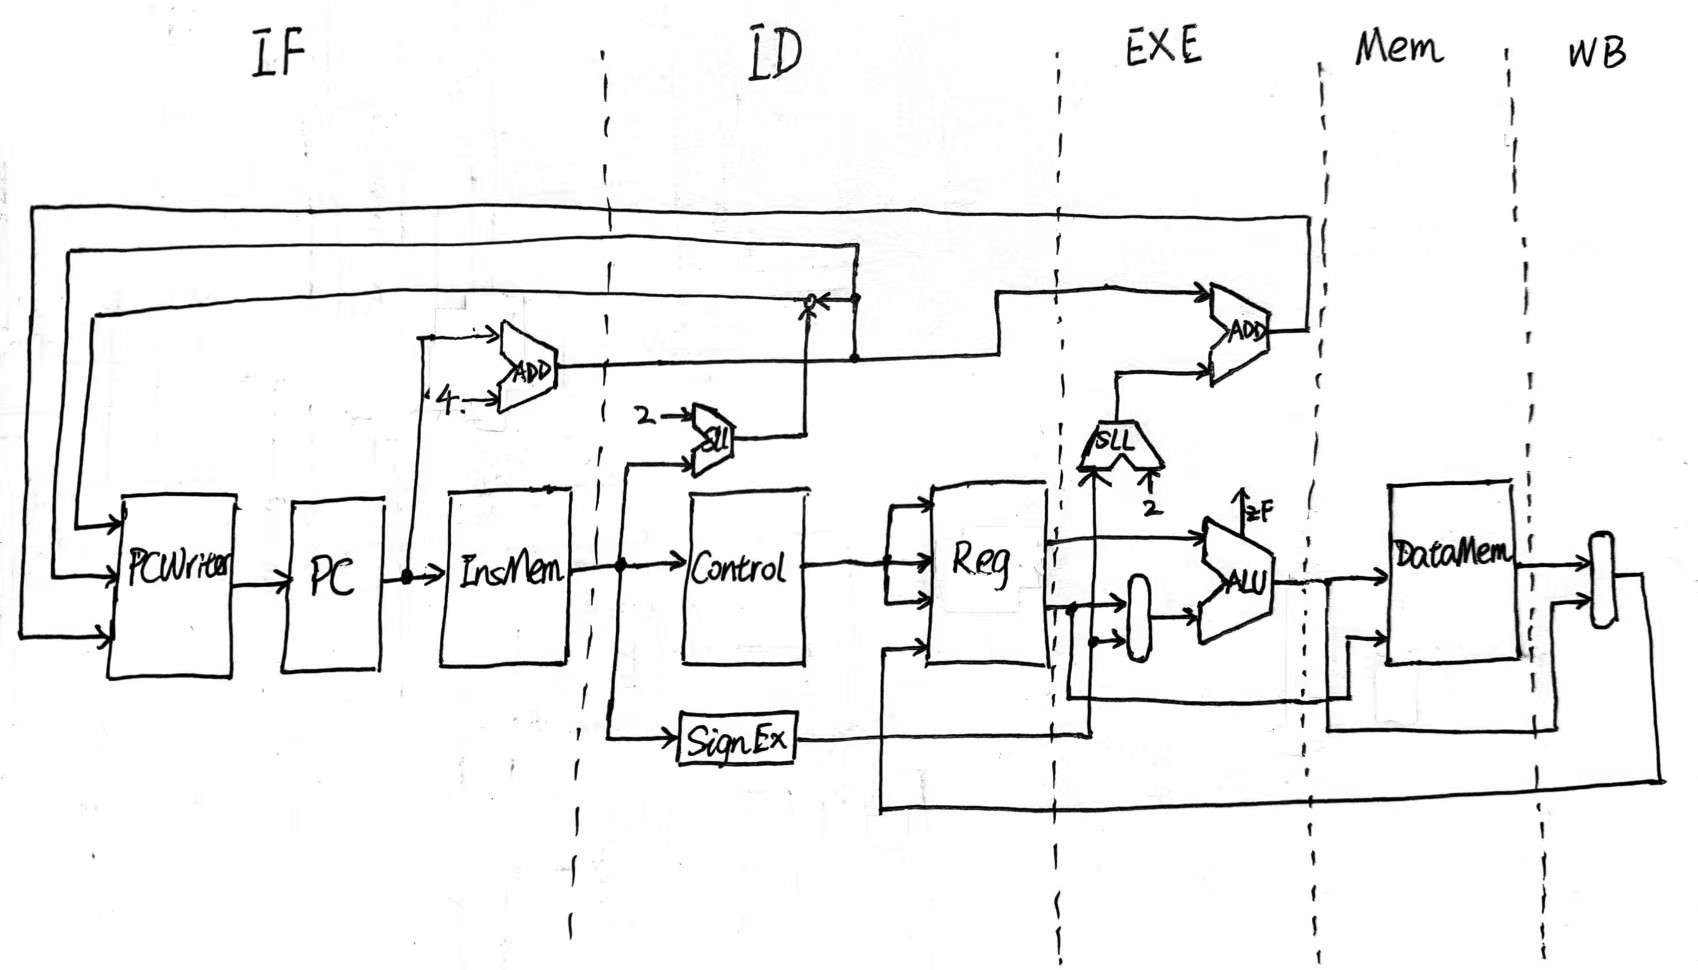 IF ID EXE Mem WB
ADD
4
2
SLL
ADD
SLL
2
ZF
PCWriter
PC
InsMem
Control
Reg
ALU
DataMem
SignEx